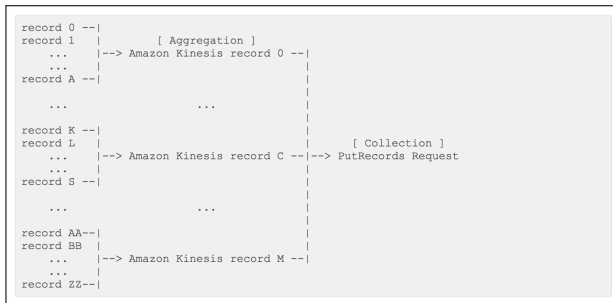 record 0 --|
record 1   |        [ Aggregation ]
    ...    |--> Amazon Kinesis record 0 --|
    ...    |                              |
record A --|                              |
                                          |
    ...                 ...               |
                                          |
record K --|                              |
record L   |                              |      [ Collection ]
    ...    |--> Amazon Kinesis record C --|--> PutRecords Request
    ...    |                              |
record S --|                              |
                                          |
    ...                 ...               |
                                          |
record AA--|                              |
record BB  |                              |
    ...    |--> Amazon Kinesis record M --|
    ...    |
record ZZ--|